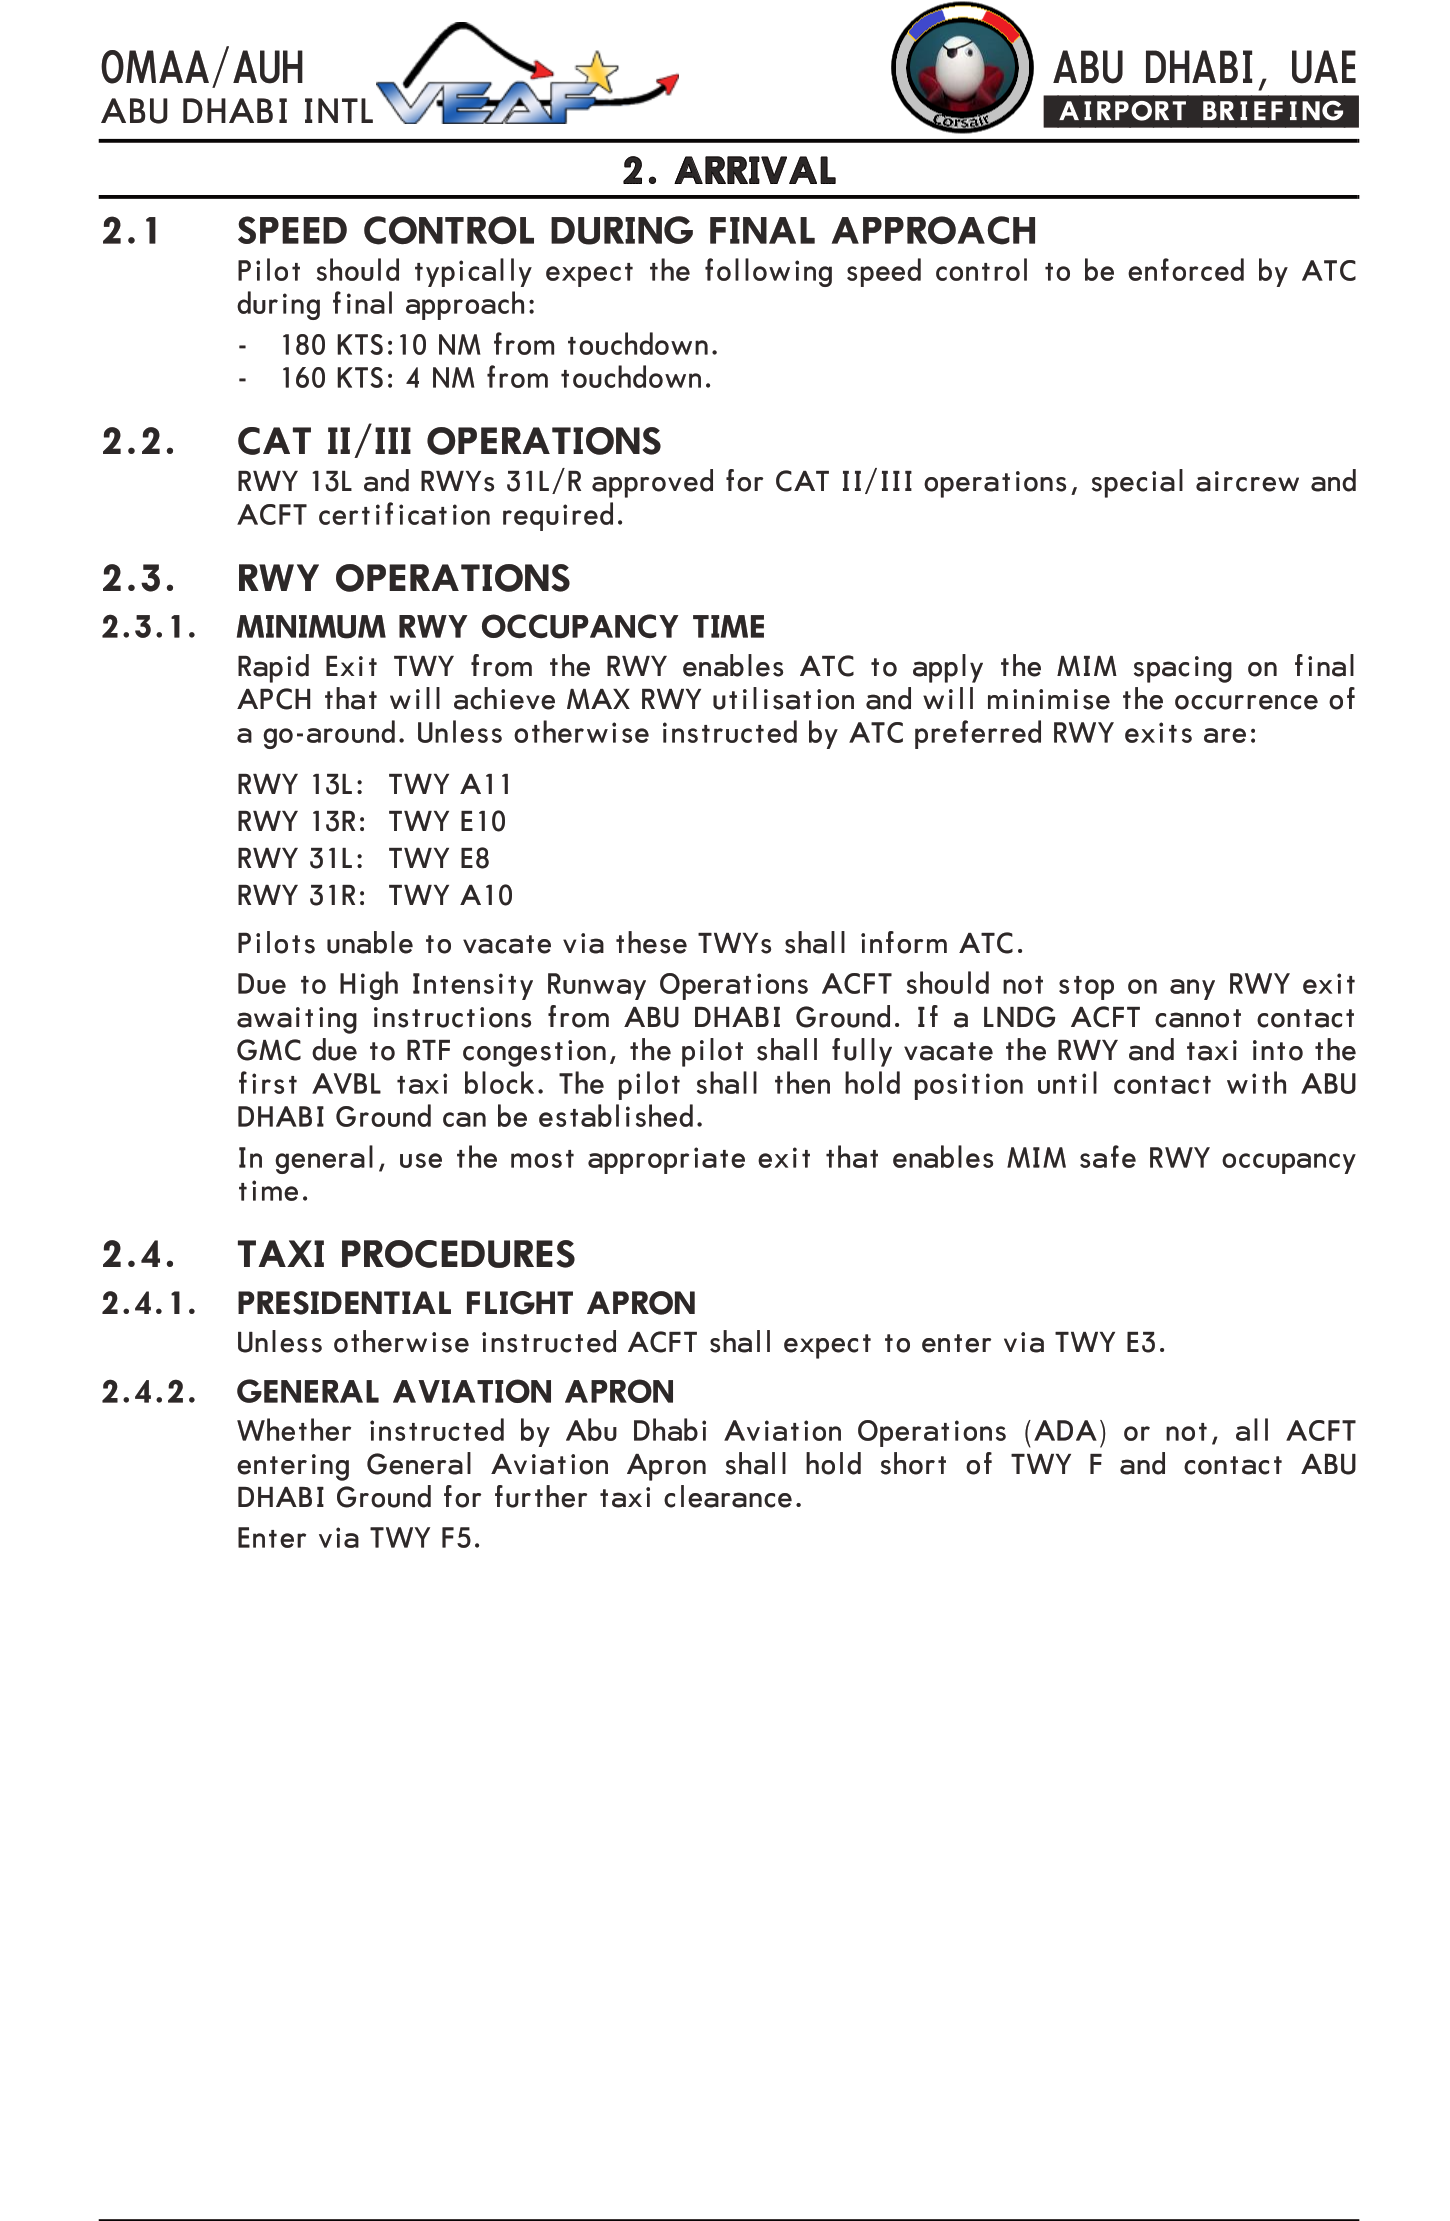 OMAA/AUH
ABU DHABI INTL
VEAF
Corsair
ABU DHABI, UAE
AIRPORT BRIEFING
2. ARRIVAL
2.1 SPEED CONTROL DURING FINAL APPROACH
Pilot should typically expect the following speed control to be enforced by ATC
during final approach:
- 180 KTS:10 NM from touchdown.
- 160 KTS: 4 NM from touchdown.
2.2. CAT II/III OPERATIONS
RWY 13L and RWYs 31L/R approved for CAT II/III operations, special aircrew and
ACFT certification required.
2.3. RWY OPERATIONS
2.3.1. MINIMUM RWY OCCUPANCY TIME
Rapid Exit TWY from the RWY enables ATC to apply the MIM spacing on final
APCH that will achieve MAX RWY utilisation and will minimise the occurrence of
a go-around. Unless otherwise instructed by ATC preferred RWY exits are:
RWY 13L: TWY A11
RWY 13R: TWY E10
RWY 31L: TWY E8
RWY 31R: TWY A10
Pilots unable to vacate via these TWYs shall inform ATC.
Due to High Intensity Runway Operations ACFT should not stop on any RWY exit
awaiting instructions from ABU DHABI Ground. If a LNDG ACFT cannot contact
GMC due to RTF congestion, the pilot shall fully vacate the RWY and taxi into the
first AVBL taxi block. The pilot shall then hold position until contact with ABU
DHABI Ground can be established.
In general, use the most appropriate exit that enables MIM safe RWY occupancy
time.
2.4. TAXI PROCEDURES
2.4.1. PRESIDENTIAL FLIGHT APRON
Unless otherwise instructed ACFT shall expect to enter via TWY E3.
2.4.2. GENERAL AVIATION APRON
Whether instructed by Abu Dhabi Aviation Operations (ADA) or not, all ACFT
entering General Aviation Apron shall hold short of TWY F and contact ABU
DHABI Ground for further taxi clearance.
Enter via TWY F5.